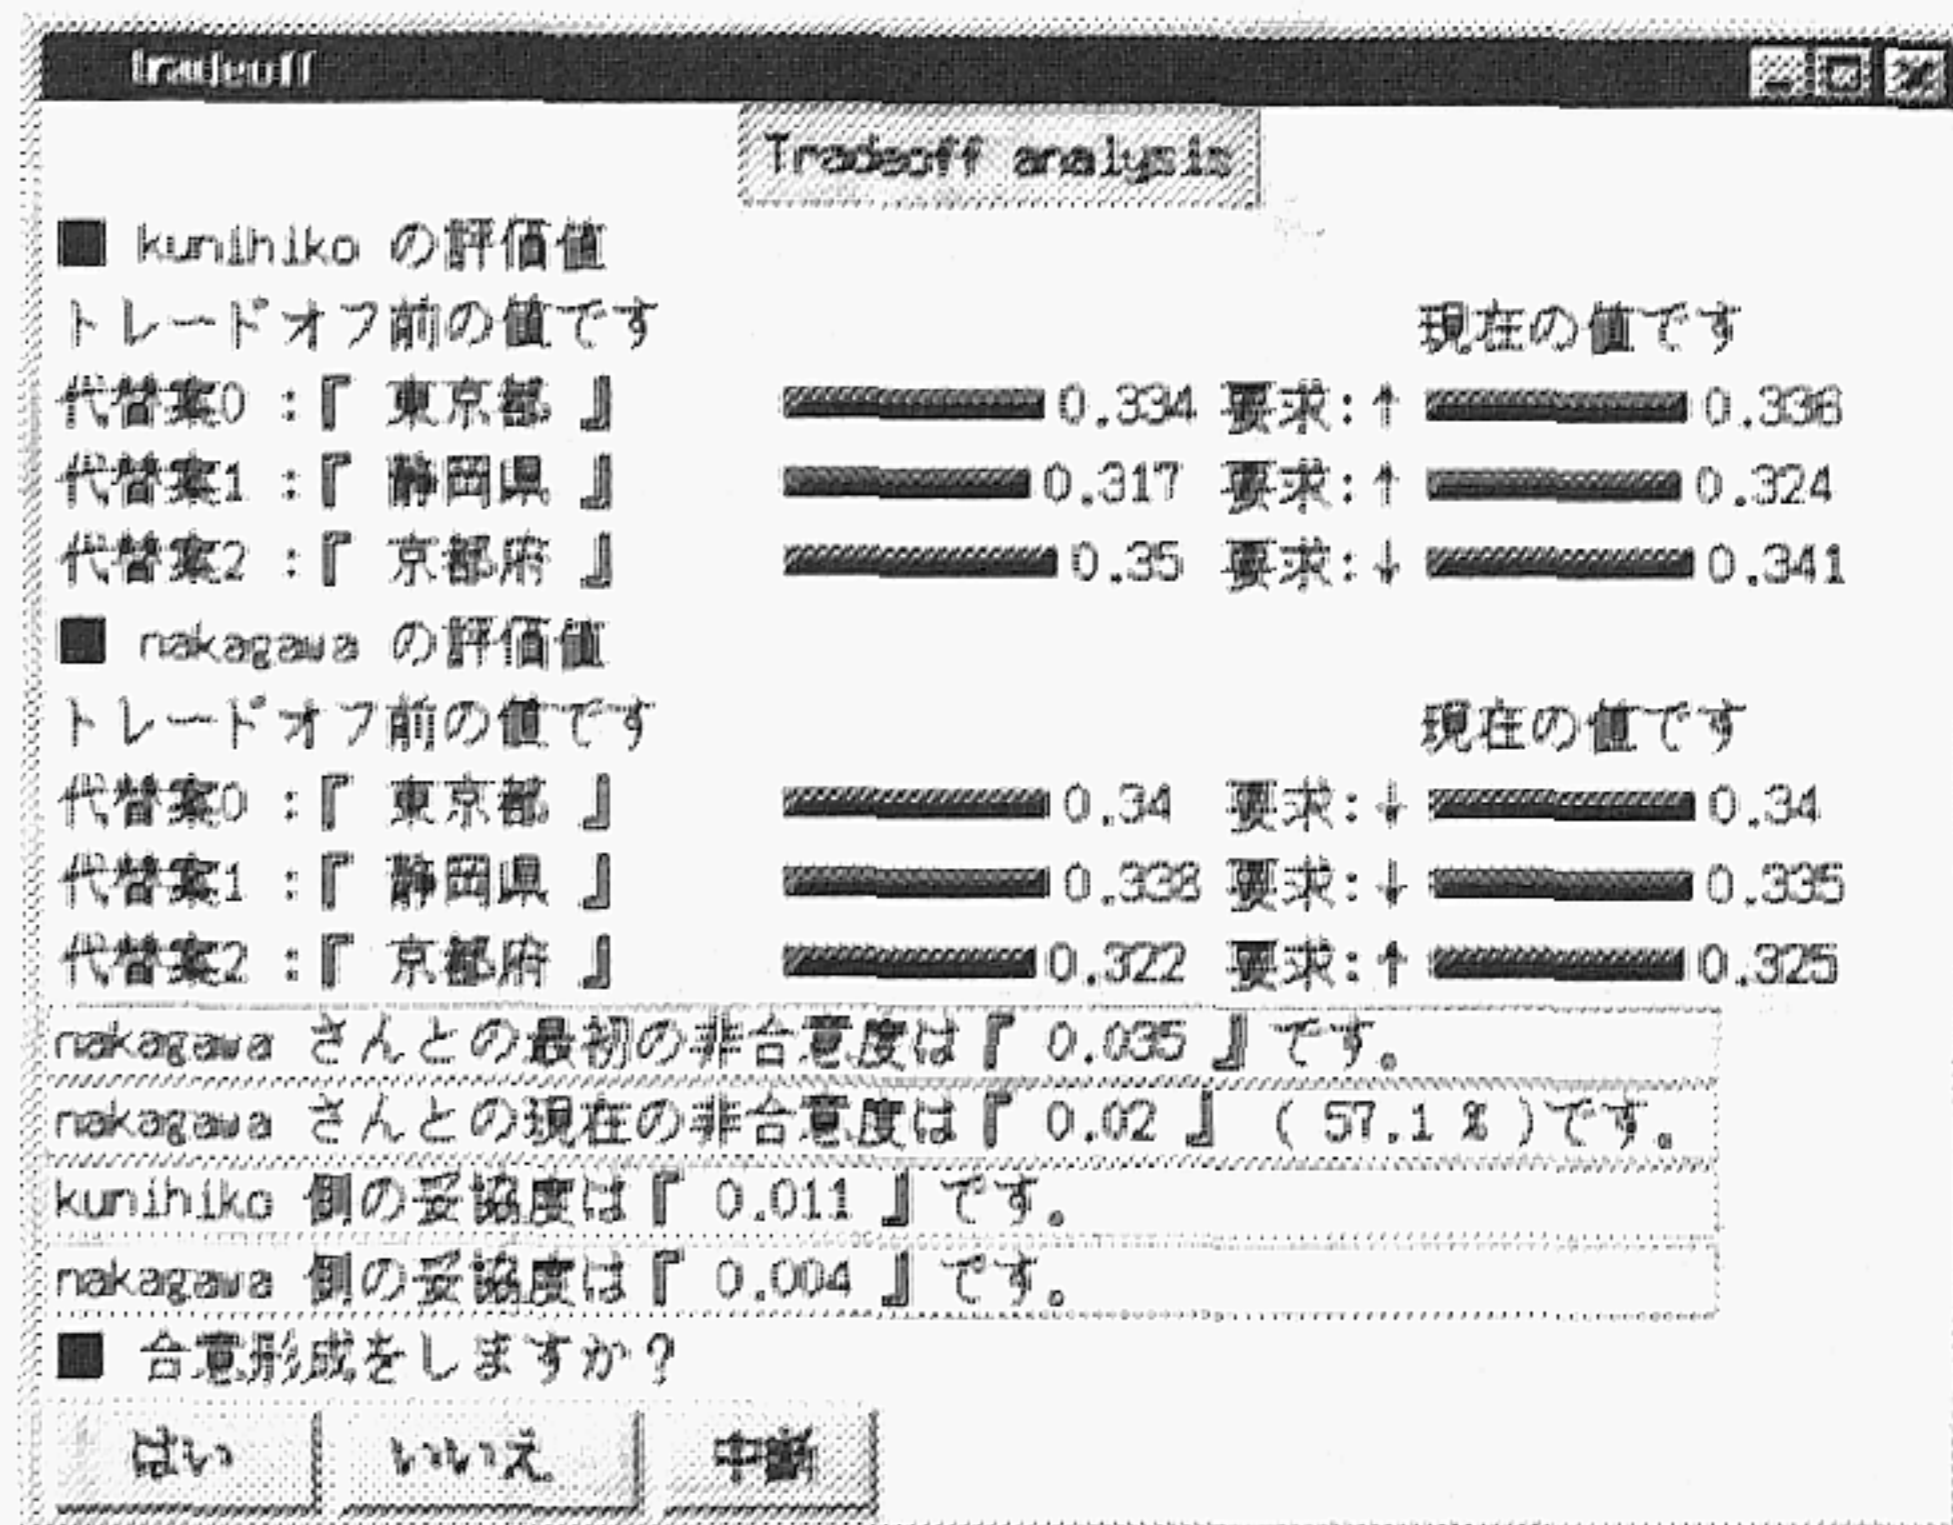 tradeoff
Tradeoff analysis
■ kunihiko の評価値
トレードオフ前の値です 現在の値です
代替案0 :『 東京都 』 0.334 要求:↑ 0.336
代替案1 :『 静岡県 』 0.317 要求:↑ 0.324
代替案2 :『 京都府 』 0.35 要求:↓ 0.341
■ nakagawa の評価値
トレードオフ前の値です 現在の値です
代替案0 :『 東京都 』 0.34 要求:↓ 0.34
代替案1 :『 静岡県 』 0.338 要求:↓ 0.335
代替案2 :『 京都府 』 0.322 要求:↑ 0.325
nakagawa さんとの最初の非合意度は『 0.035 』です。
nakagawa さんとの現在の非合意度は『 0.02 』 ( 57.1 % )です。
kunihiko 側の妥協度は『 0.011 』です。
nakagawa 側の妥協度は『 0.004 』です。
■ 合意形成をしますか?
はい いいえ 中断